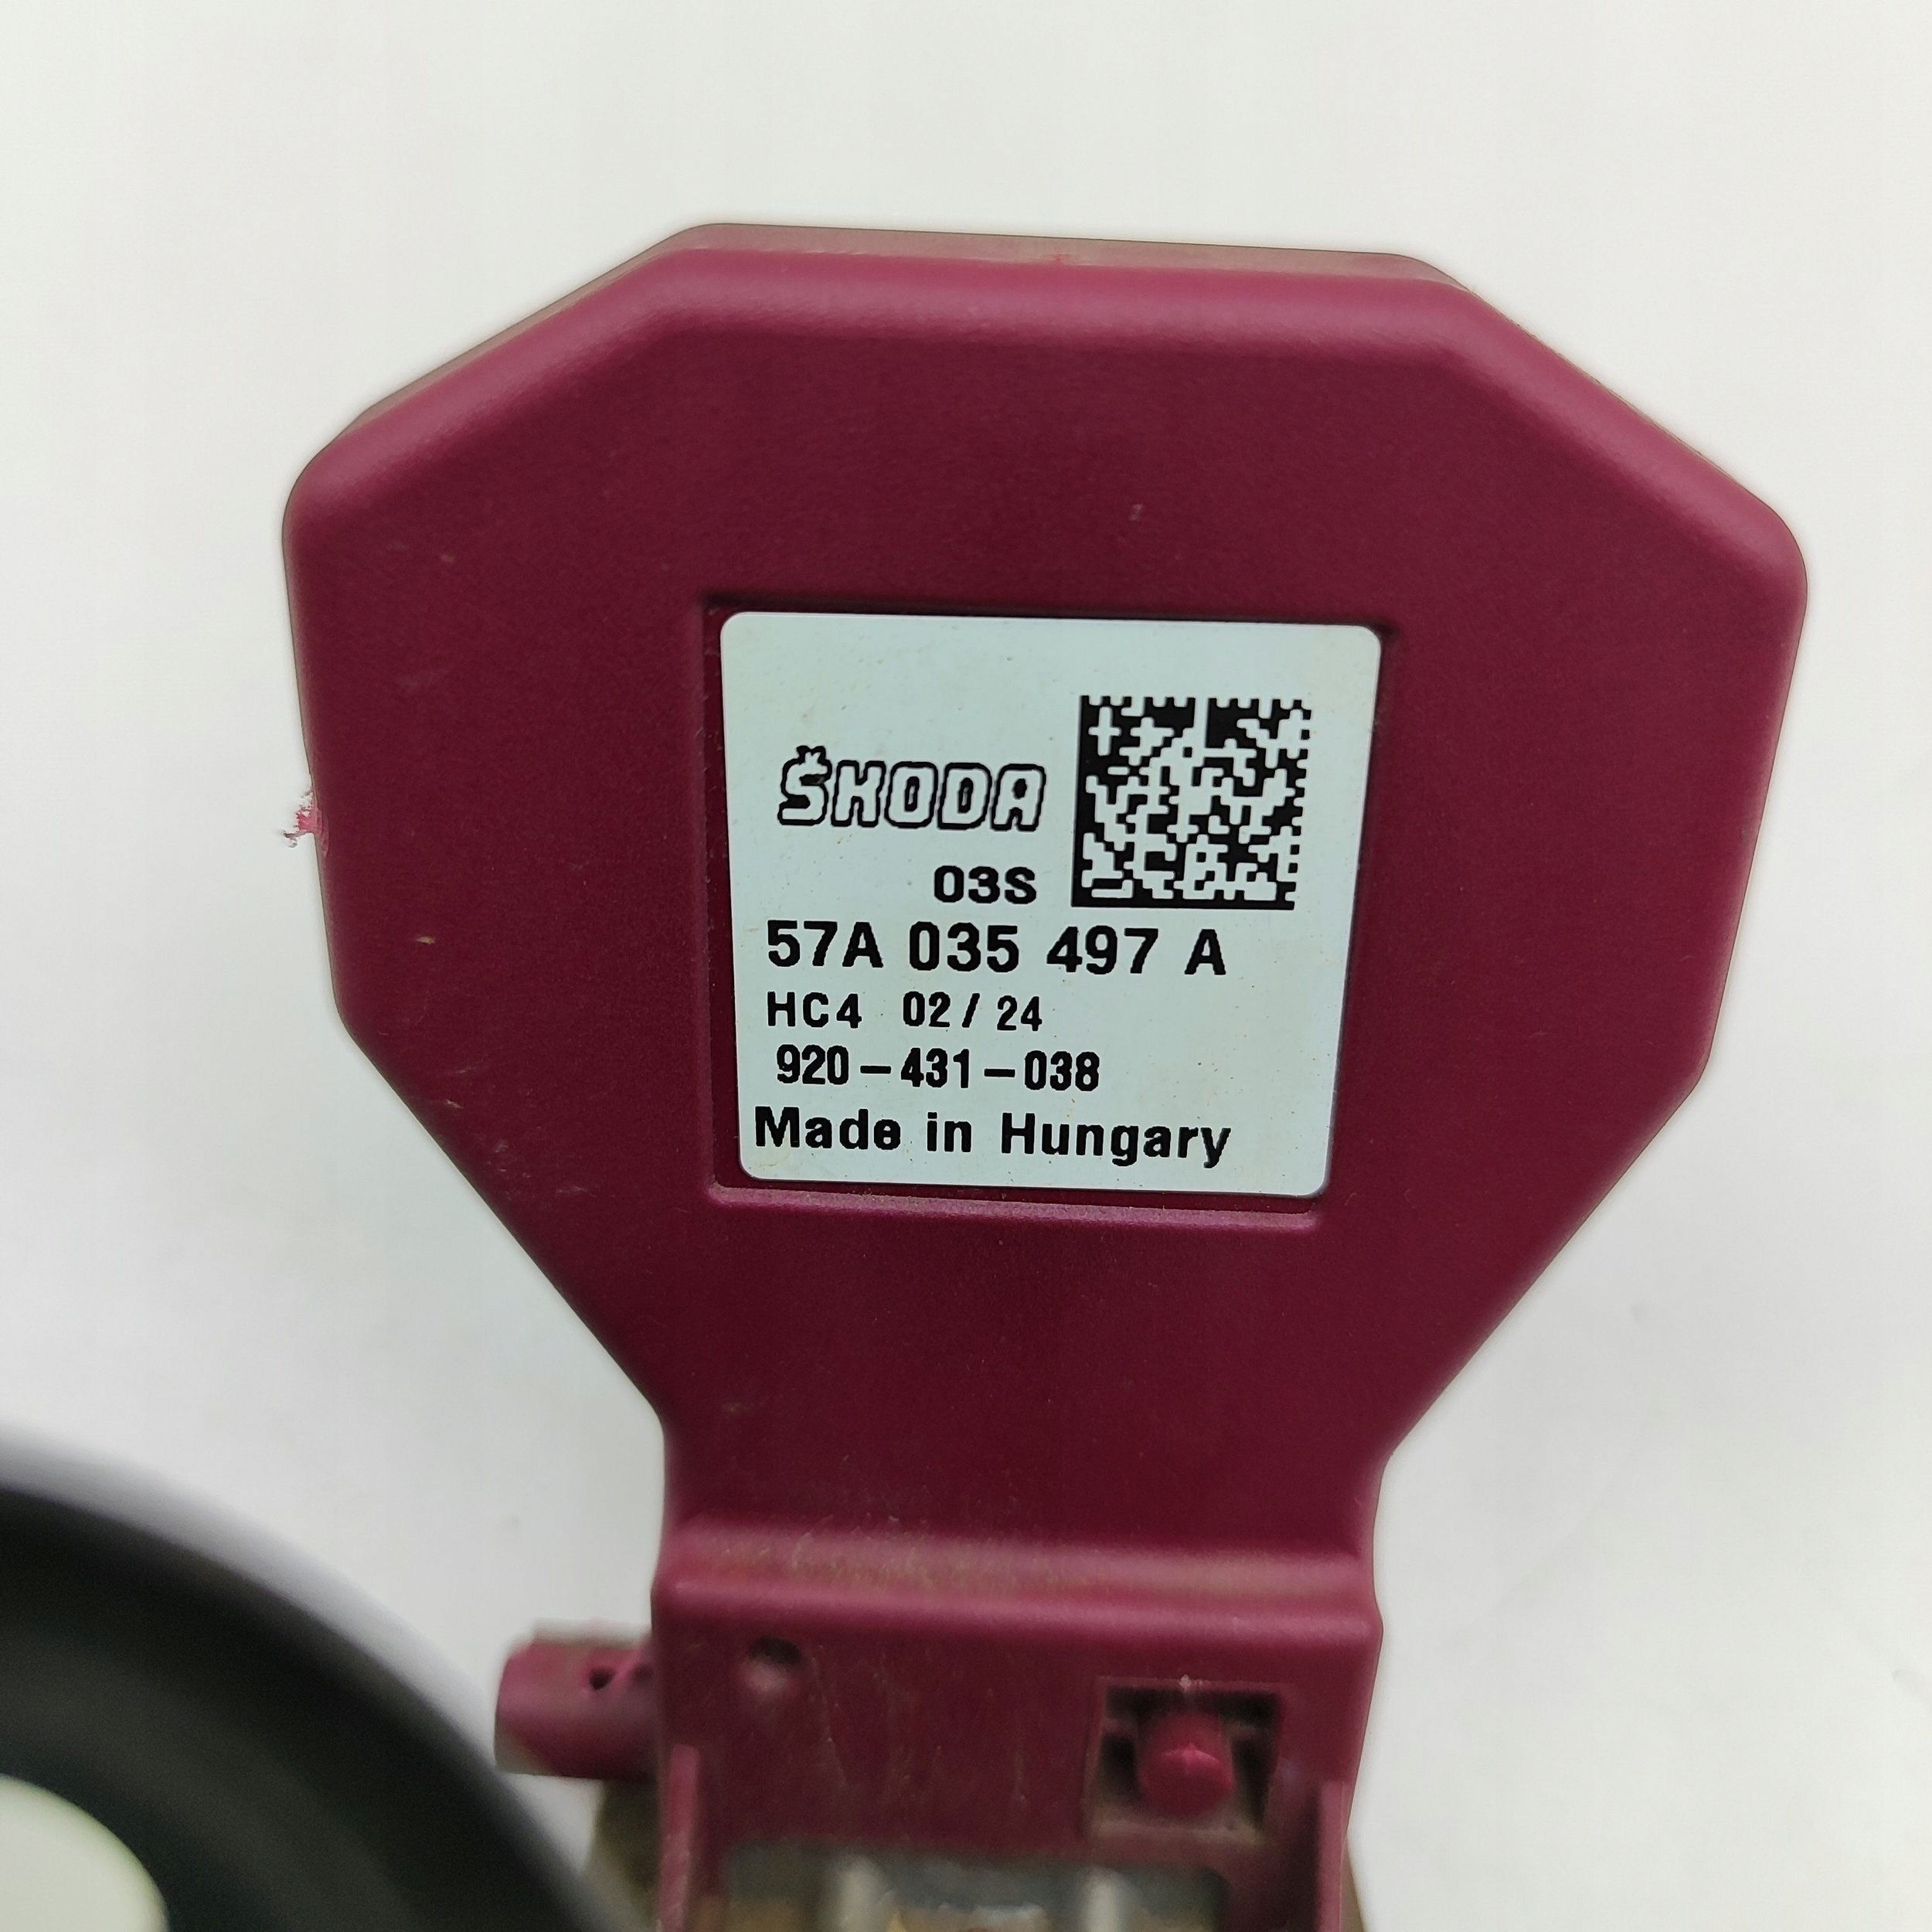 ŠKODA
03S
57A 035 497 A
HC4 02/24
920-431-038
Made in Hungary